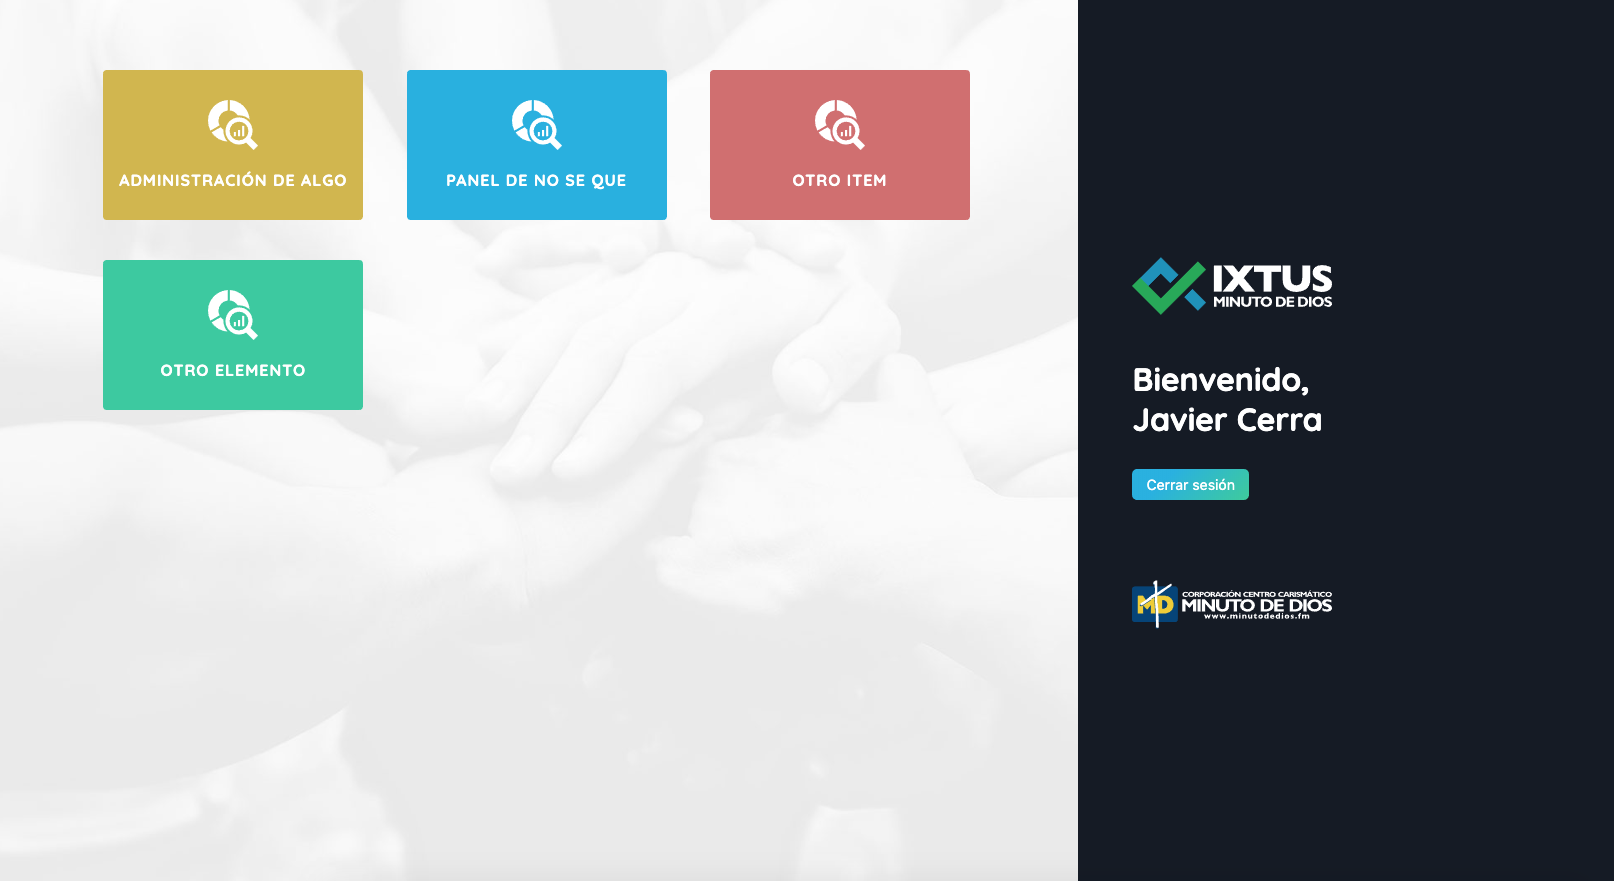 ADMINISTRACIÓN DE ALGO
PANEL DE NO SE QUE
OTRO ITEM
OTRO ELEMENTO
IXTUS
MINUTO DE DIOS
Bienvenido,
Javier Cerra
Cerrar sesión
MD
CORPORACIÓN CENTRO CARISMÁTICO
MINUTO DE DIOS
www.minutodedios.fm